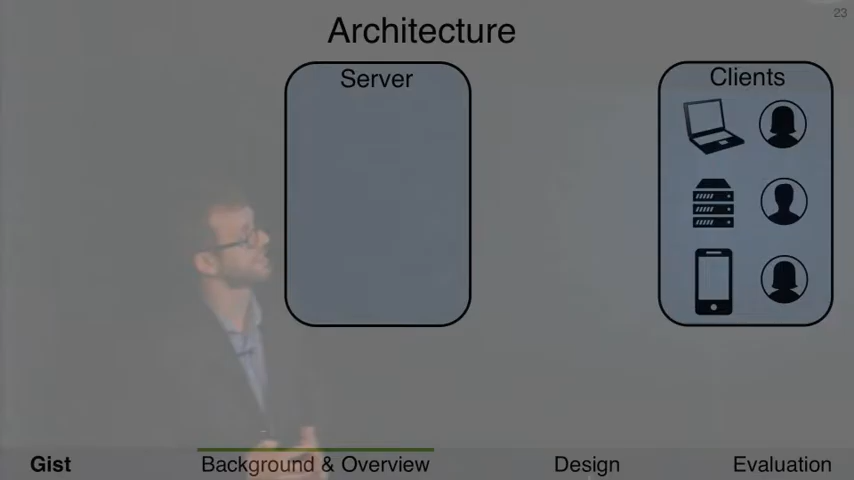 23
Architecture
Server
Clients
Gist
Background & Overview
Design
Evaluation